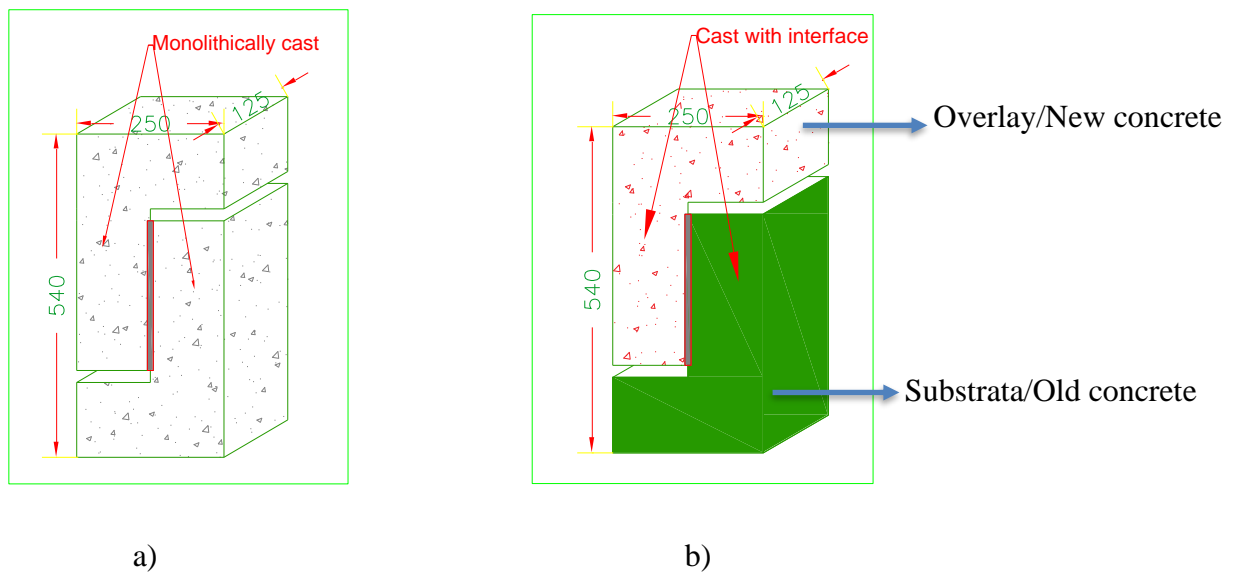 Monolithically cast
250
125
540
a)
Cast with interface
250
125
540
Overlay/New concrete
Substrata/Old concrete
b)